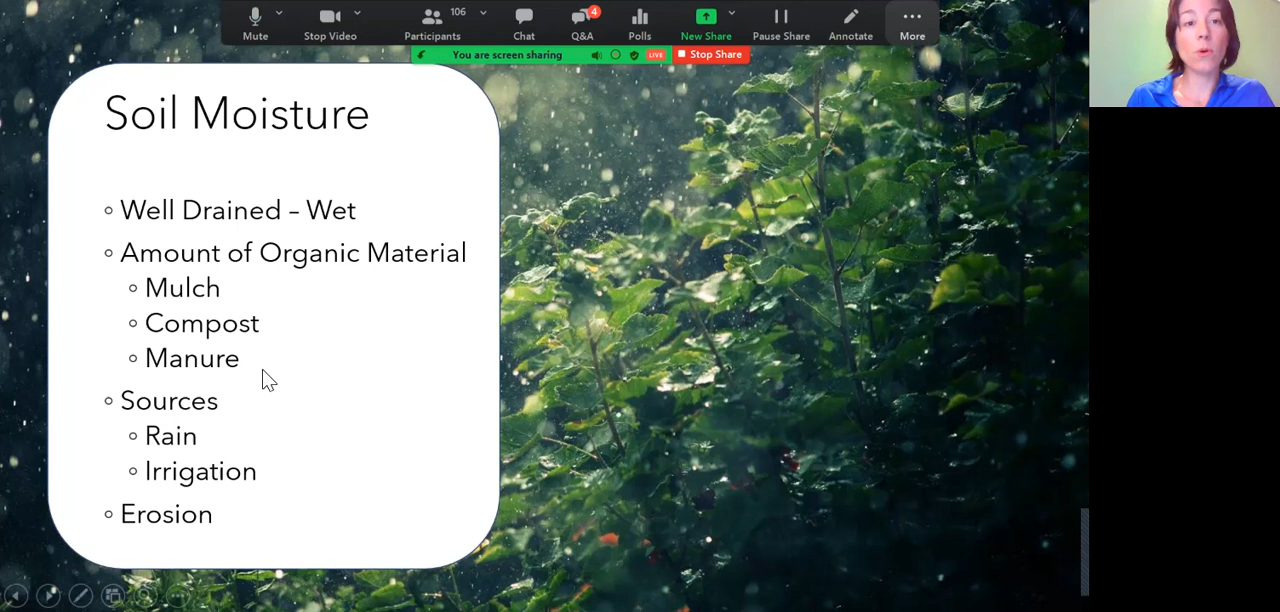 106 4
Mute Stop Video Participants Chat Q&A Polls New Share Pause Share Annotate More
You are screen sharing LIVE Stop Share
Soil Moisture
Well Drained – Wet
Amount of Organic Material
Mulch
Compost
Manure
Sources
Rain
Irrigation
Erosion